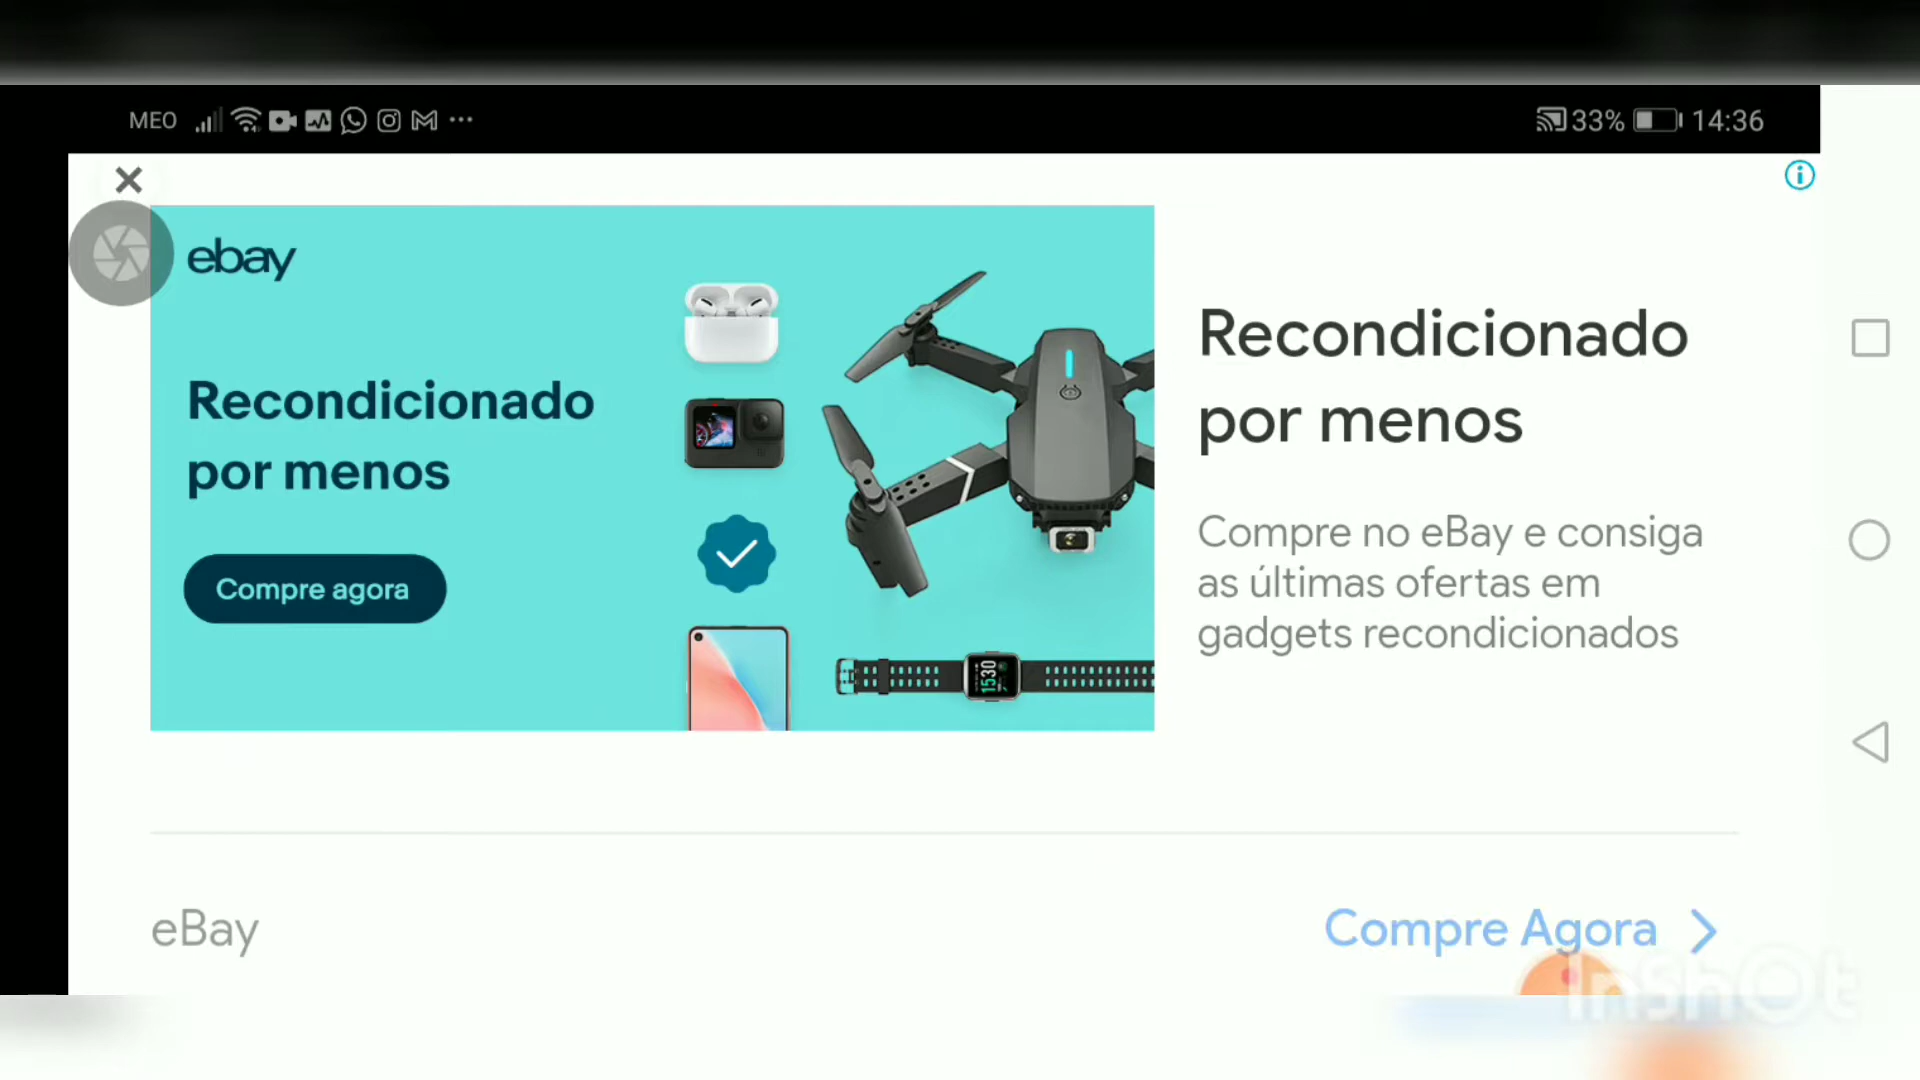 MEO
33% 14:36
ebay
Recondicionado
por menos
Compre agora
1530
Recondicionado
por menos
Compre no eBay e consiga
as últimas ofertas em
gadgets recondicionados
eBay
Compre Agora
InShOt